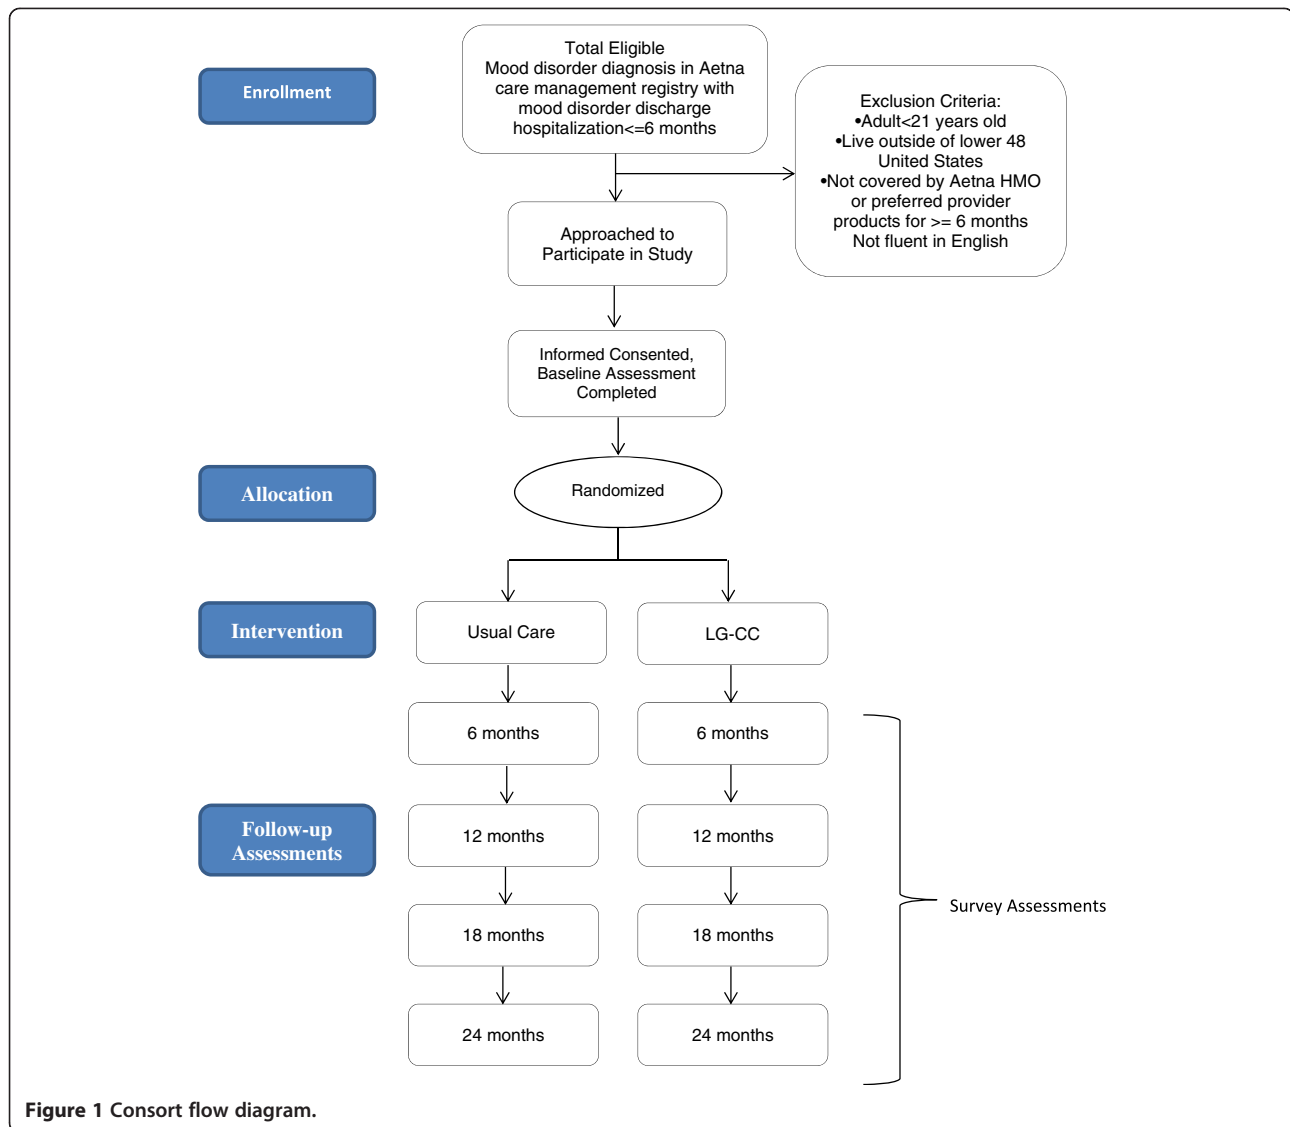 Enrollment
Total Eligible
Mood disorder diagnosis in Aetna
care management registry with
mood disorder discharge
hospitalization<=6 months
Exclusion Criteria:
•Adult<21 years old
•Live outside of lower 48
United States
•Not covered by Aetna HMO
or preferred provider
products for >= 6 months
Not fluent in English
Approached to
Participate in Study
Informed Consented,
Baseline Assessment
Completed
Allocation
Randomized
Intervention
Usual Care
LG-CC
6 months
6 months
Follow-up
Assessments
12 months
12 months
18 months
18 months
24 months
24 months
Survey Assessments
Figure 1 Consort flow diagram.